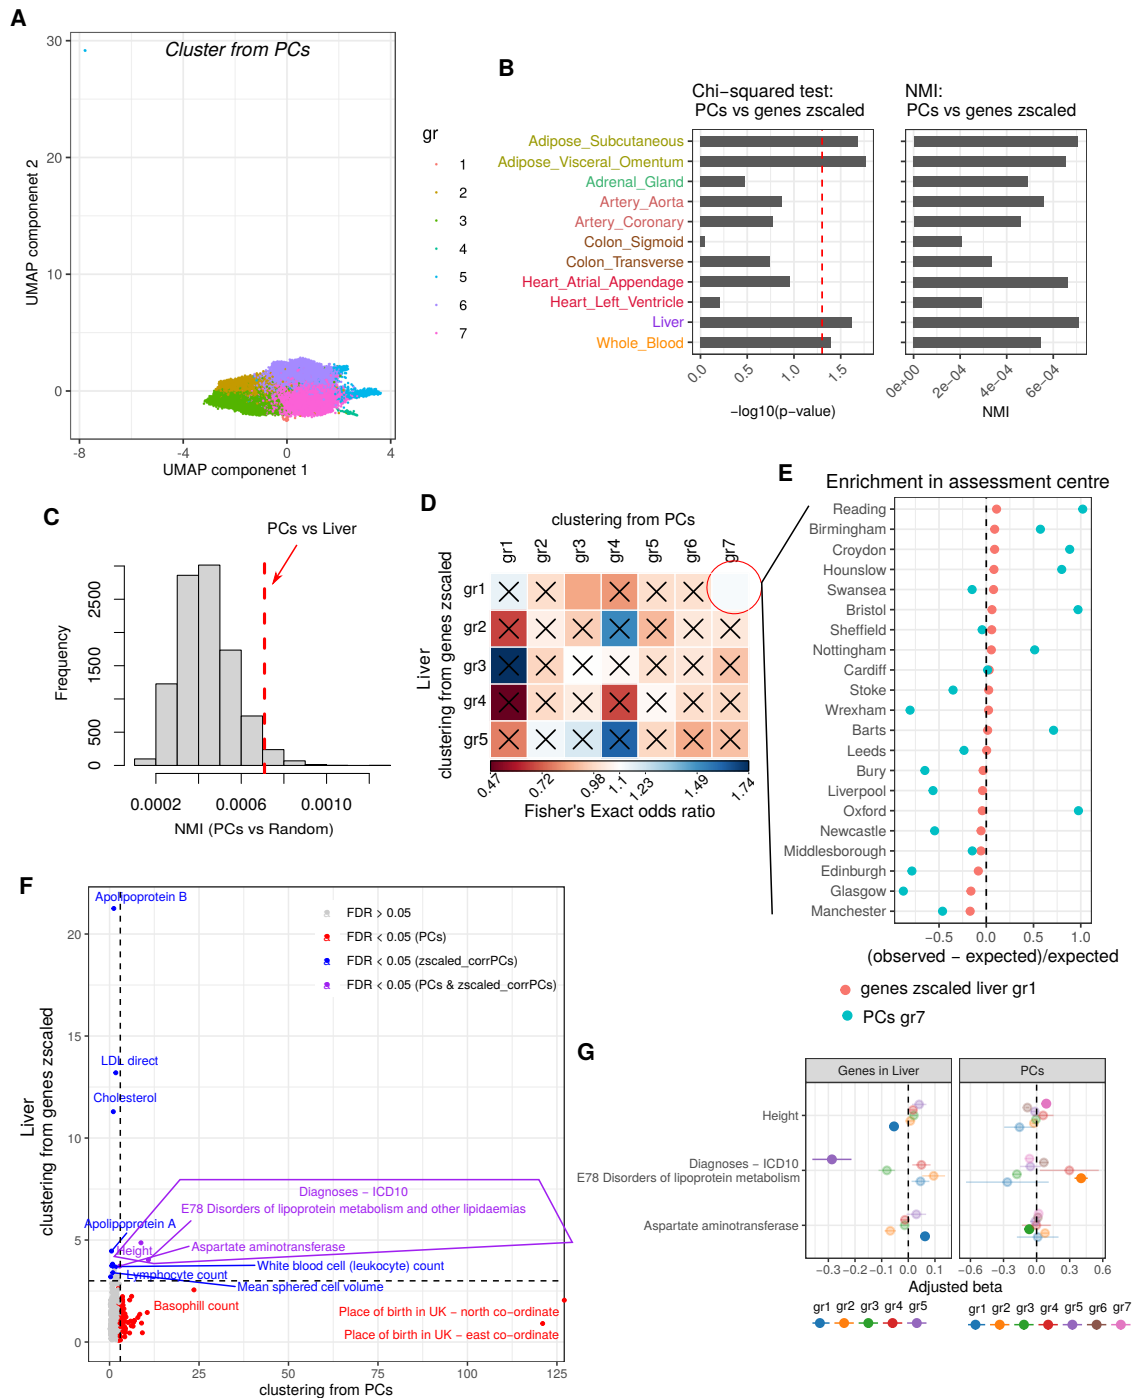 A
Cluster from PCs
30
20
10
0
-8
-4
0
4
UMAP componenet 2
UMAP componenet 1
gr
1
2
3
4
5
6
7
B
Chi−squared test:
PCs vs genes zscaled
NMI:
PCs vs genes zscaled
Adipose_Subcutaneous
Adipose_Visceral_Omentum
Adrenal_Gland
Artery_Aorta
Artery_Coronary
Colon_Sigmoid
Colon_Transverse
Heart_Atrial_Appendage
Heart_Left_Ventricle
Liver
Whole_Blood
0.0
0.5
1.0
1.5
−log10(p−value)
0e+00
2e−04
4e−04
6e−04
NMI
C
PCs vs Liver
Frequency
0
500
1500
2500
0.0002
0.0006
0.0010
NMI (PCs vs Random)
D
clustering from PCs
gr1
gr2
gr3
gr4
gr5
gr6
gr7
Liver
clustering from genes zscaled
gr1
gr2
gr3
gr4
gr5
0.47
0.72
0.98
1.1
1.23
1.49
1.74
Fisher's Exact odds ratio
E
Enrichment in assessment centre
Reading
Birmingham
Croydon
Hounslow
Swansea
Bristol
Sheffield
Nottingham
Cardiff
Stoke
Wrexham
Barts
Leeds
Bury
Liverpool
Oxford
Newcastle
Middlesborough
Edinburgh
Glasgow
Manchester
−0.5
0.0
0.5
1.0
(observed − expected)/expected
genes zscaled liver gr1
PCs gr7
F
Liver
clustering from genes zscaled
0
5
10
15
20
0
25
50
75
100
125
clustering from PCs
FDR > 0.05
FDR < 0.05 (PCs)
FDR < 0.05 (zscaled_corrPCs)
FDR < 0.05 (PCs & zscaled_corrPCs)
Apolipoprotein B
LDL direct
Cholesterol
Diagnoses − ICD10
E78 Disorders of lipoprotein metabolism and other lipidaemias
Apolipoprotein A
Height
Aspartate aminotransferase
White blood cell (leukocyte) count
Lymphocyte count
Mean sphered cell volume
Basophill count
Place of birth in UK − north co−ordinate
Place of birth in UK − east co−ordinate
G
Genes in Liver
PCs
Height
Diagnoses − ICD10
E78 Disorders of lipoprotein metabolism
Aspartate aminotransferase
−0.3
−0.2
−0.1
0.0
0.1
−0.6
−0.3
0.0
0.3
0.6
Adjusted beta
gr1 gr2 gr3 gr4 gr5
gr1 gr2 gr3 gr4 gr5 gr6 gr7